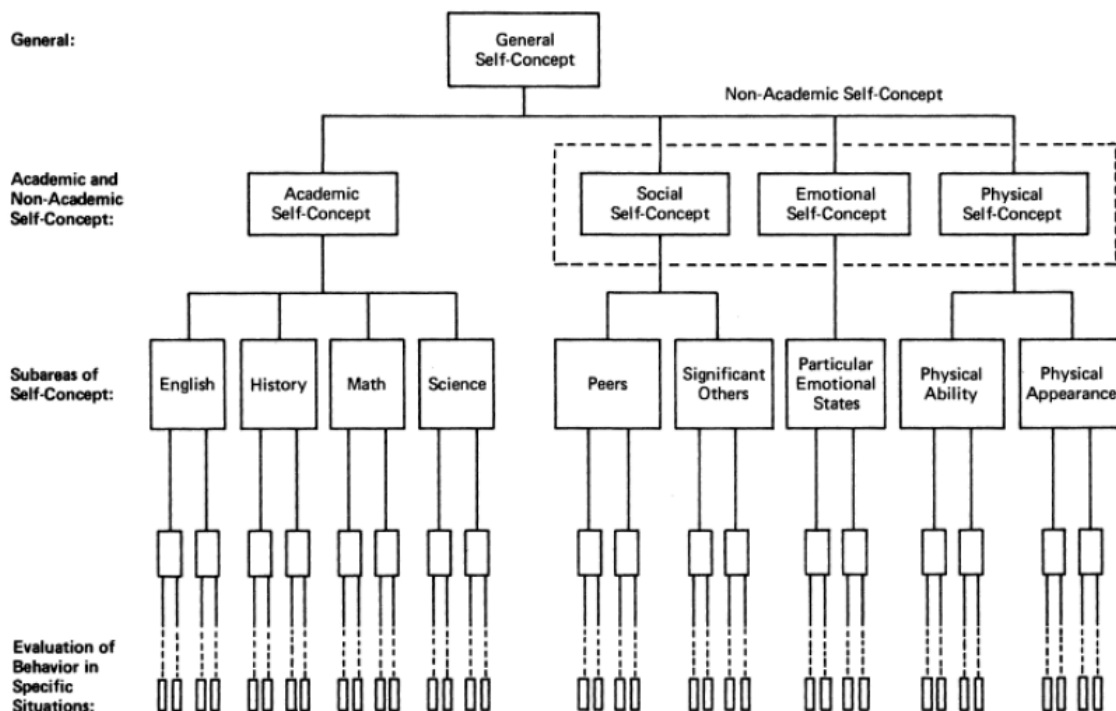 General:
General
Self-Concept
Non-Academic Self-Concept
Academic and
Non-Academic
Self-Concept:
Academic
Self-Concept
Social
Self-Concept
Emotional
Self-Concept
Physical
Self-Concept
Subareas of
Self-Concept:
English
History
Math
Science
Peers
Significant
Others
Particular
Emotional
States
Physical
Ability
Physical
Appearance
Evaluation of
Behavior in
Specific
Situations: